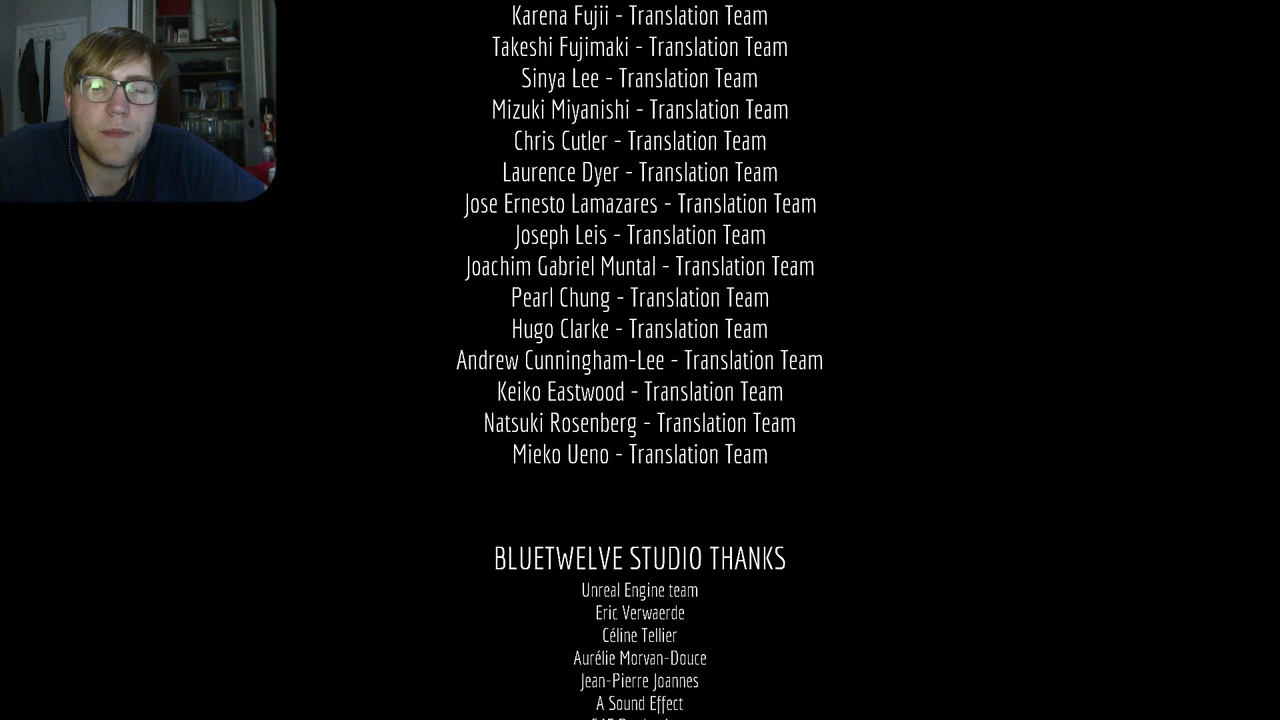 Karena Fujii - Translation Team
Takeshi Fujimaki - Translation Team
Sinya Lee - Translation Team
Mizuki Miyanishi - Translation Team
Chris Cutler - Translation Team
Laurence Dyer - Translation Team
Jose Ernesto Lamazares - Translation Team
Joseph Leis - Translation Team
Joachim Gabriel Muntal - Translation Team
Pearl Chung - Translation Team
Hugo Clarke - Translation Team
Andrew Cunningham-Lee - Translation Team
Keiko Eastwood - Translation Team
Natsuki Rosenberg - Translation Team
Mieko Ueno - Translation Team
BLUETWELVE STUDIO THANKS
Unreal Engine team
Eric Verwaerde
Céline Tellier
Aurélie Morvan-Douce
Jean-Pierre Joannes
A Sound Effect